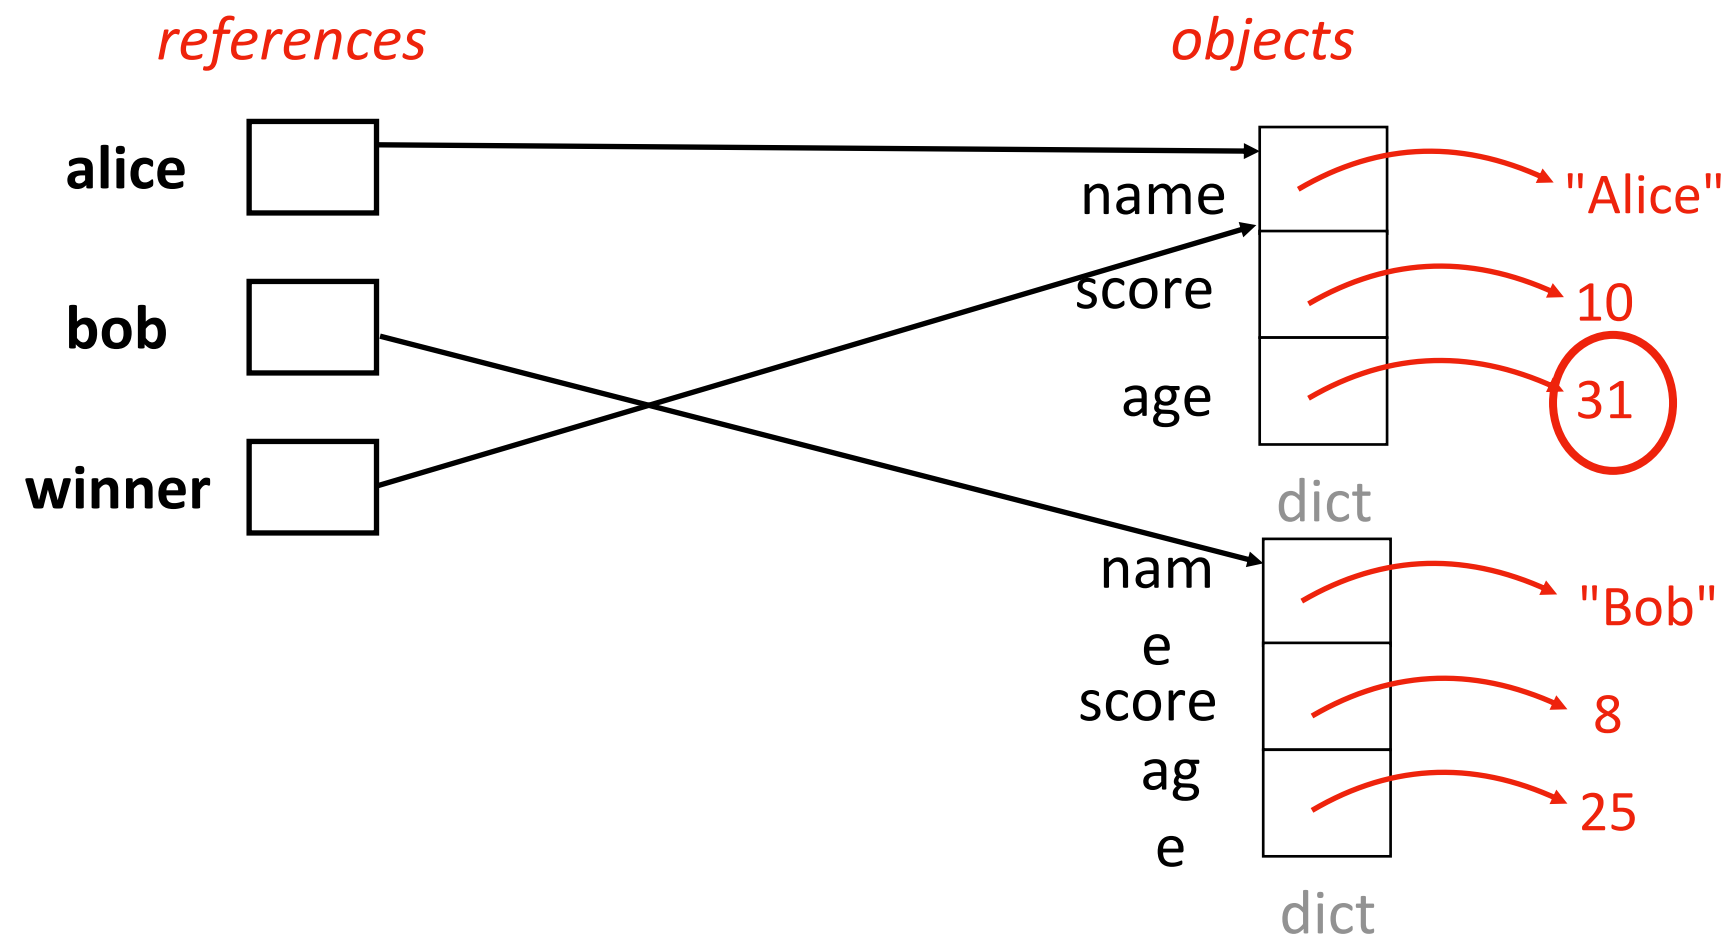 references
objects
alice
name
"Alice"
score
10
bob
age
31
winner
dict
nam
e
"Bob"
score
8
ag
e
25
dict